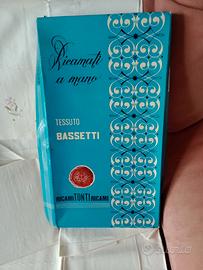 Ricamati
a mano
TESSUTO
BASSETTI
RICAMI TONTI RICAMI